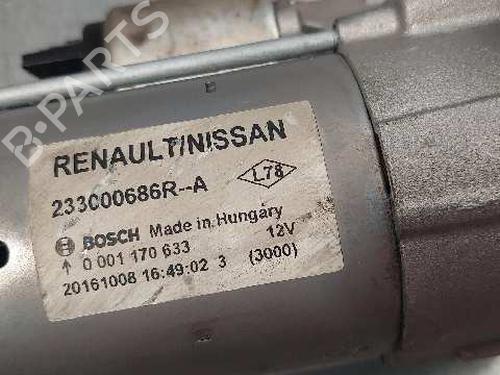 RENAULT/NISSAN
233000686R--A
L78
BOSCH Made in Hungary 12V
0 001 170 633 (3000)
20161008 16:49:02 3
B-PARTS